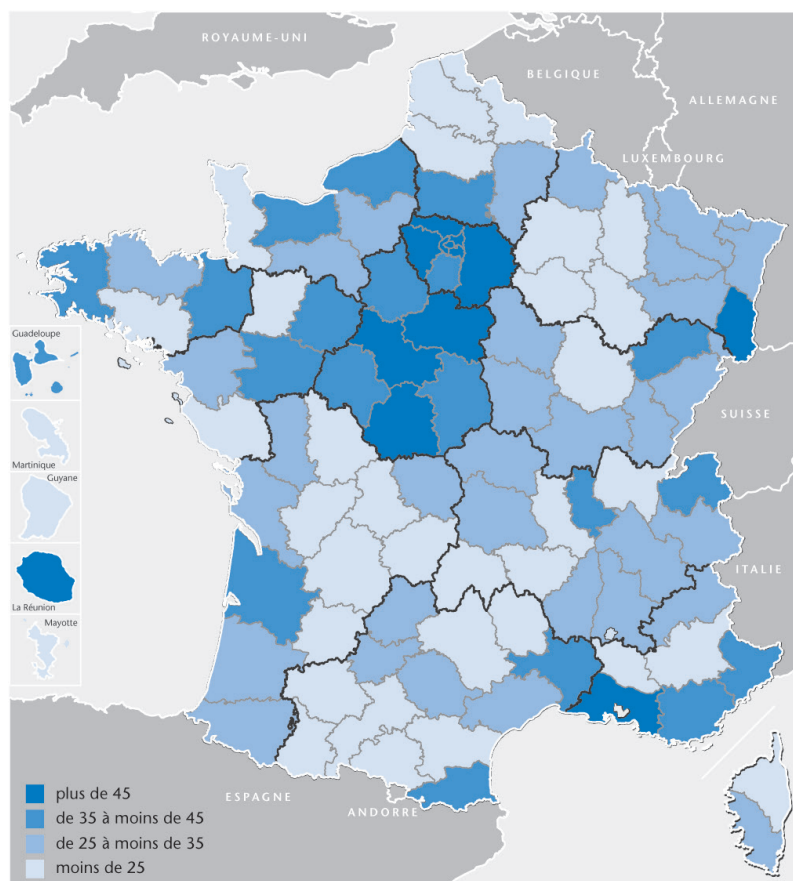 ROYAUME-UNI
BELGIQUE
ALLEMAGNE
LUXEMBOURG
Guadeloupe
SUISSE
Martinique
Guyane
La Réunion
ITALIE
Mayotte
plus de 45
de 35 à moins de 45
de 25 à moins de 35
moins de 25
ESPAGNE
ANDORRE